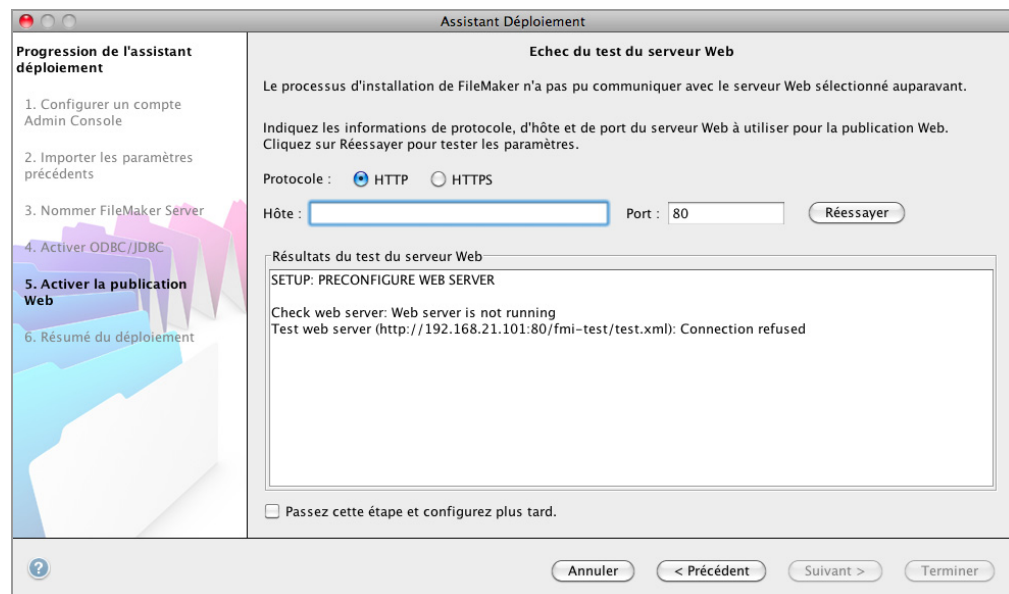 Assistant Déploiement
Progression de l'assistant
déploiement
1. Configurer un compte
Admin Console
2. Importer les paramètres
précédents
3. Nommer FileMaker Server
4. Activer ODBC/JDBC
5. Activer la publication
Web
6. Résumé du déploiement
Echec du test du serveur Web
Le processus d'installation de FileMaker n'a pas pu communiquer avec le serveur Web sélectionné auparavant.
Indiquez les informations de protocole, d'hôte et de port du serveur Web à utiliser pour la publication Web.
Cliquez sur Réessayer pour tester les paramètres.
Protocole : HTTP HTTPS
Hôte : Port : 80 Réessayer
Résultats du test du serveur Web
SETUP: PRECONFIGURE WEB SERVER
Check web server: Web server is not running
Test web server (http://192.168.21.101:80/fmi-test/test.xml): Connection refused
Passez cette étape et configurez plus tard.
? Annuler < Précédent Suivant > Terminer